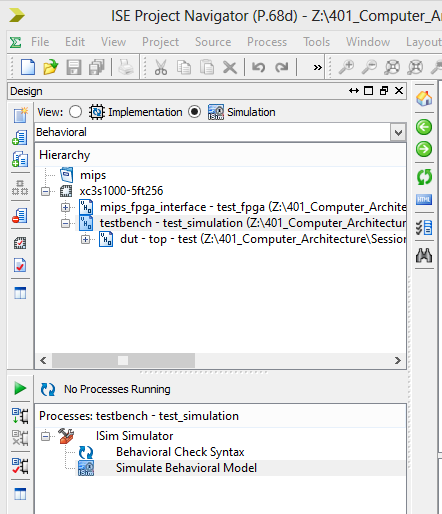 ISE Project Navigator (P.68d) - Z:\401_Computer_A
File Edit View Project Source Process Tools Window Layout
»
Design
View: Implementation Simulation
Behavioral
Hierarchy
mips
xc3s1000-5ft256
mips_fpga_interface - test_fpga (Z:\401_Computer_Archite
testbench - test_simulation (Z:\401_Computer_Architecture
dut - top - test (Z:\401_Computer_Architecture\Session
No Processes Running
Processes: testbench - test_simulation
ISim Simulator
Behavioral Check Syntax
Simulate Behavioral Model